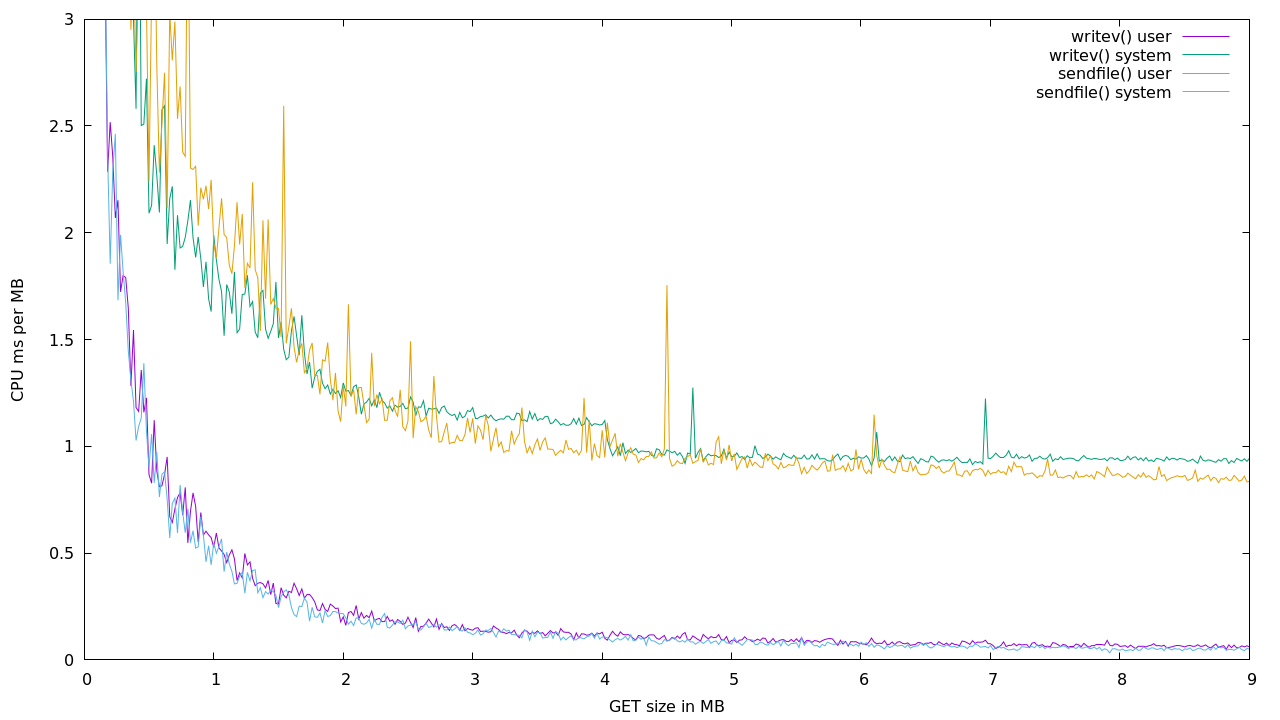 3
2.5
2
1.5
1
0.5
0
CPU ms per MB
writev() user
writev() system
sendfile() user
sendfile() system
0 1 2 3 4 5 6 7 8 9
GET size in MB